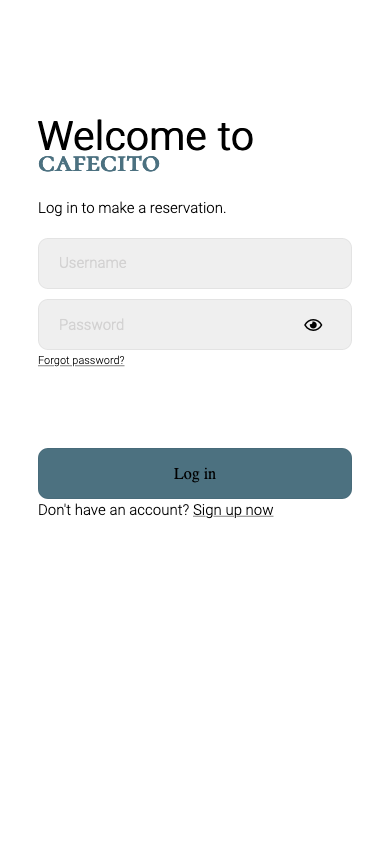 Welcome to
CAFECITO
Log in to make a reservation.
Username
Password
Forgot password?
Log in
Don't have an account? Sign up now